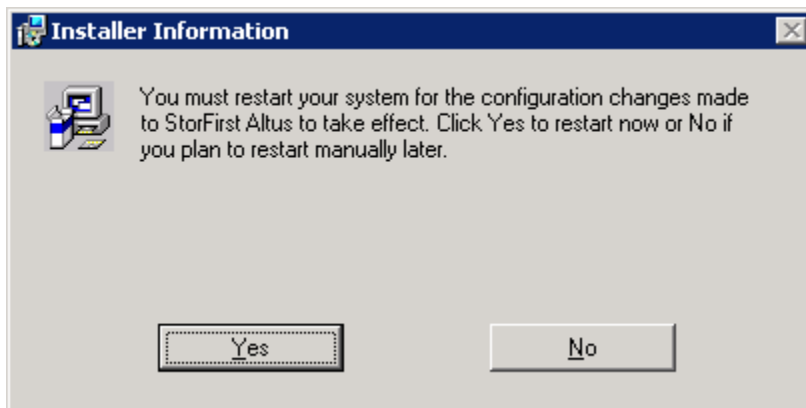 Installer Information
You must restart your system for the configuration changes made
to StorFirst Altus to take effect. Click Yes to restart now or No if
you plan to restart manually later.
Yes
No